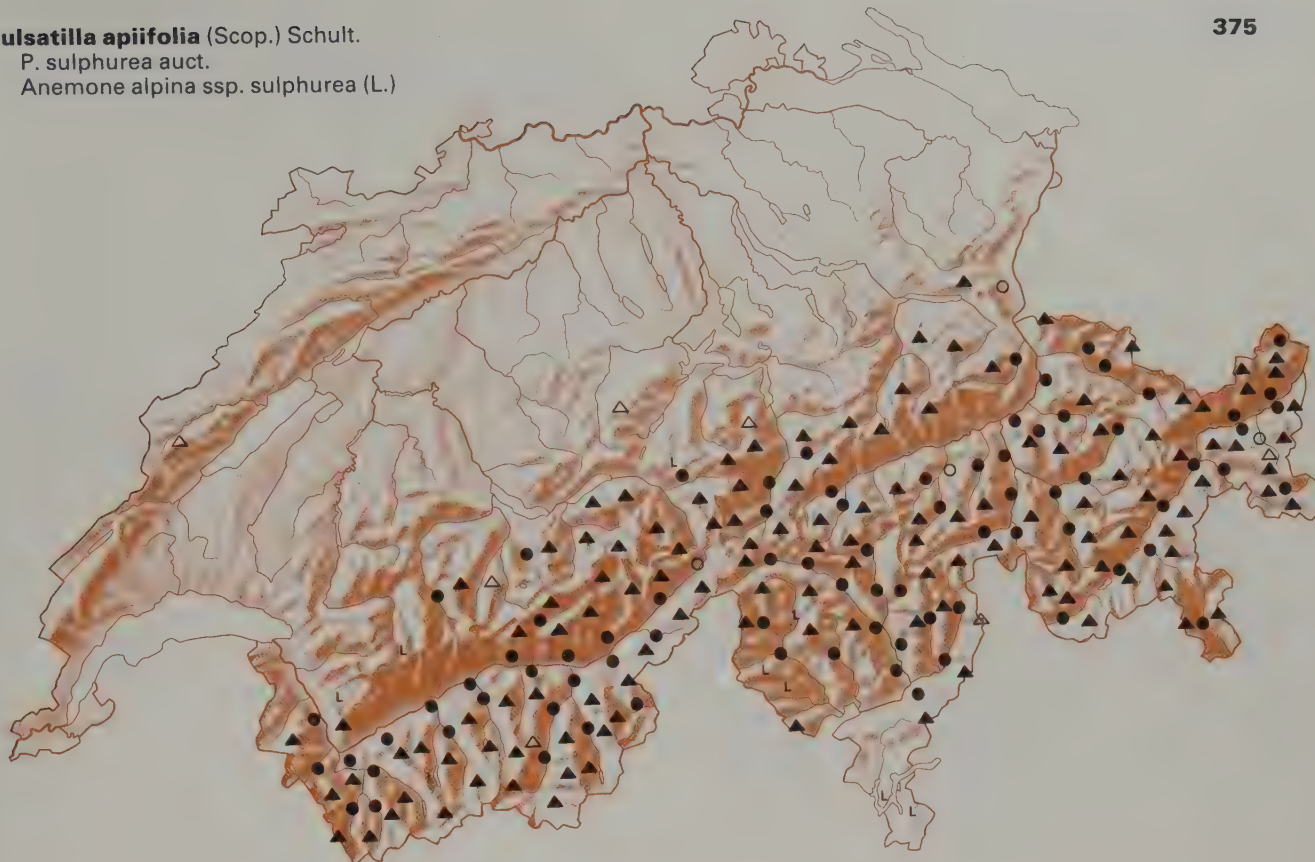 ulsatilla apiifolia (Scop.) Schult.
P. sulphurea auct.
Anemone alpina ssp. sulphurea (L.)
375
L
L
L
L
L
L
L
L